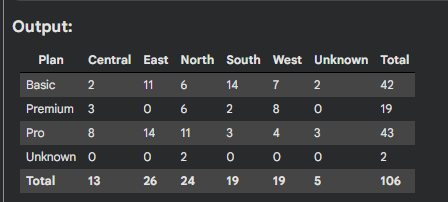 Output:
Plan Central East North South West Unknown Total
Basic 2 11 6 14 7 2 42
Premium 3 0 6 2 8 0 19
Pro 8 14 11 3 4 3 43
Unknown 0 0 2 0 0 0 2
Total 13 26 24 19 19 5 106